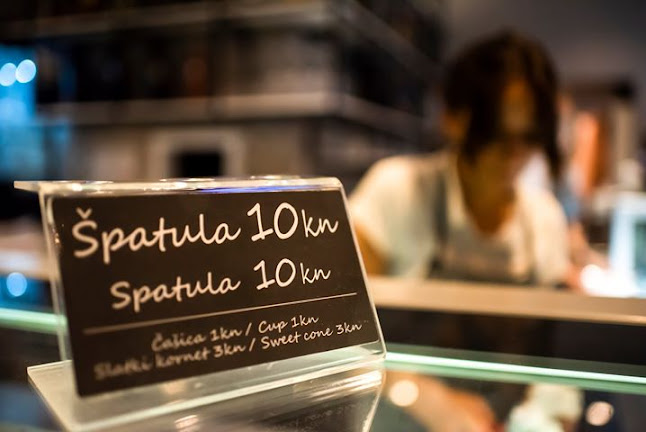 Špatula 10kn
Spatula 10kn
Čašica 1kn / Cup 1kn
Slatki kornet 3kn / Sweet cone 3kn